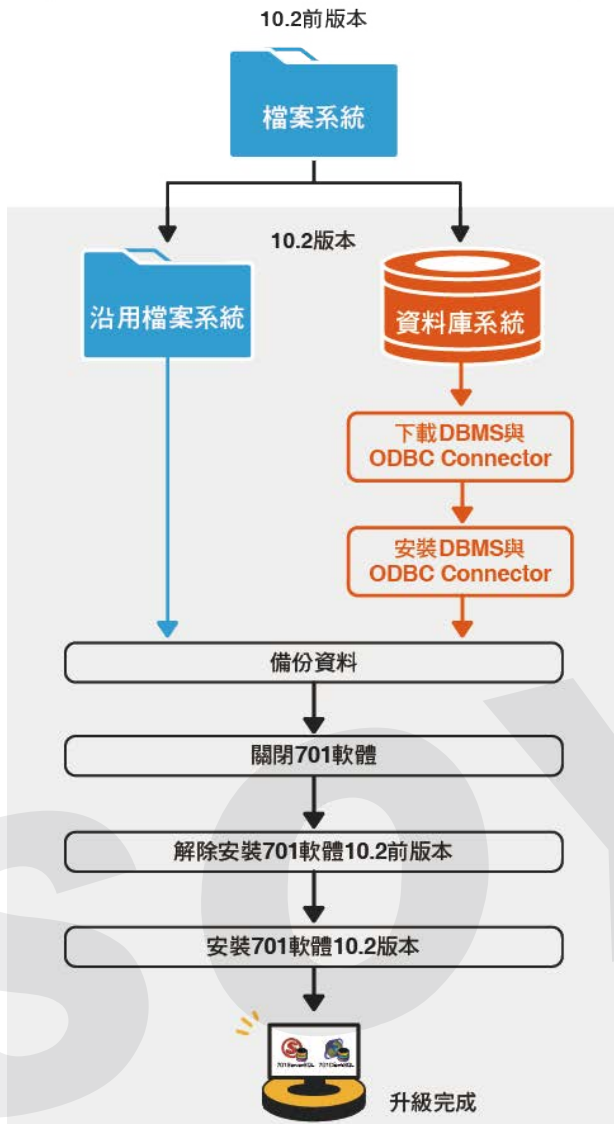 10.2前版本
檔案系統
10.2版本
沿用檔案系統
資料庫系統
下載DBMS與
ODBC Connector
安裝DBMS與
ODBC Connector
備份資料
關閉701軟體
解除安裝701軟體10.2前版本
安裝701軟體10.2版本
701ServerSQL
701ClientSQL
升級完成
soy